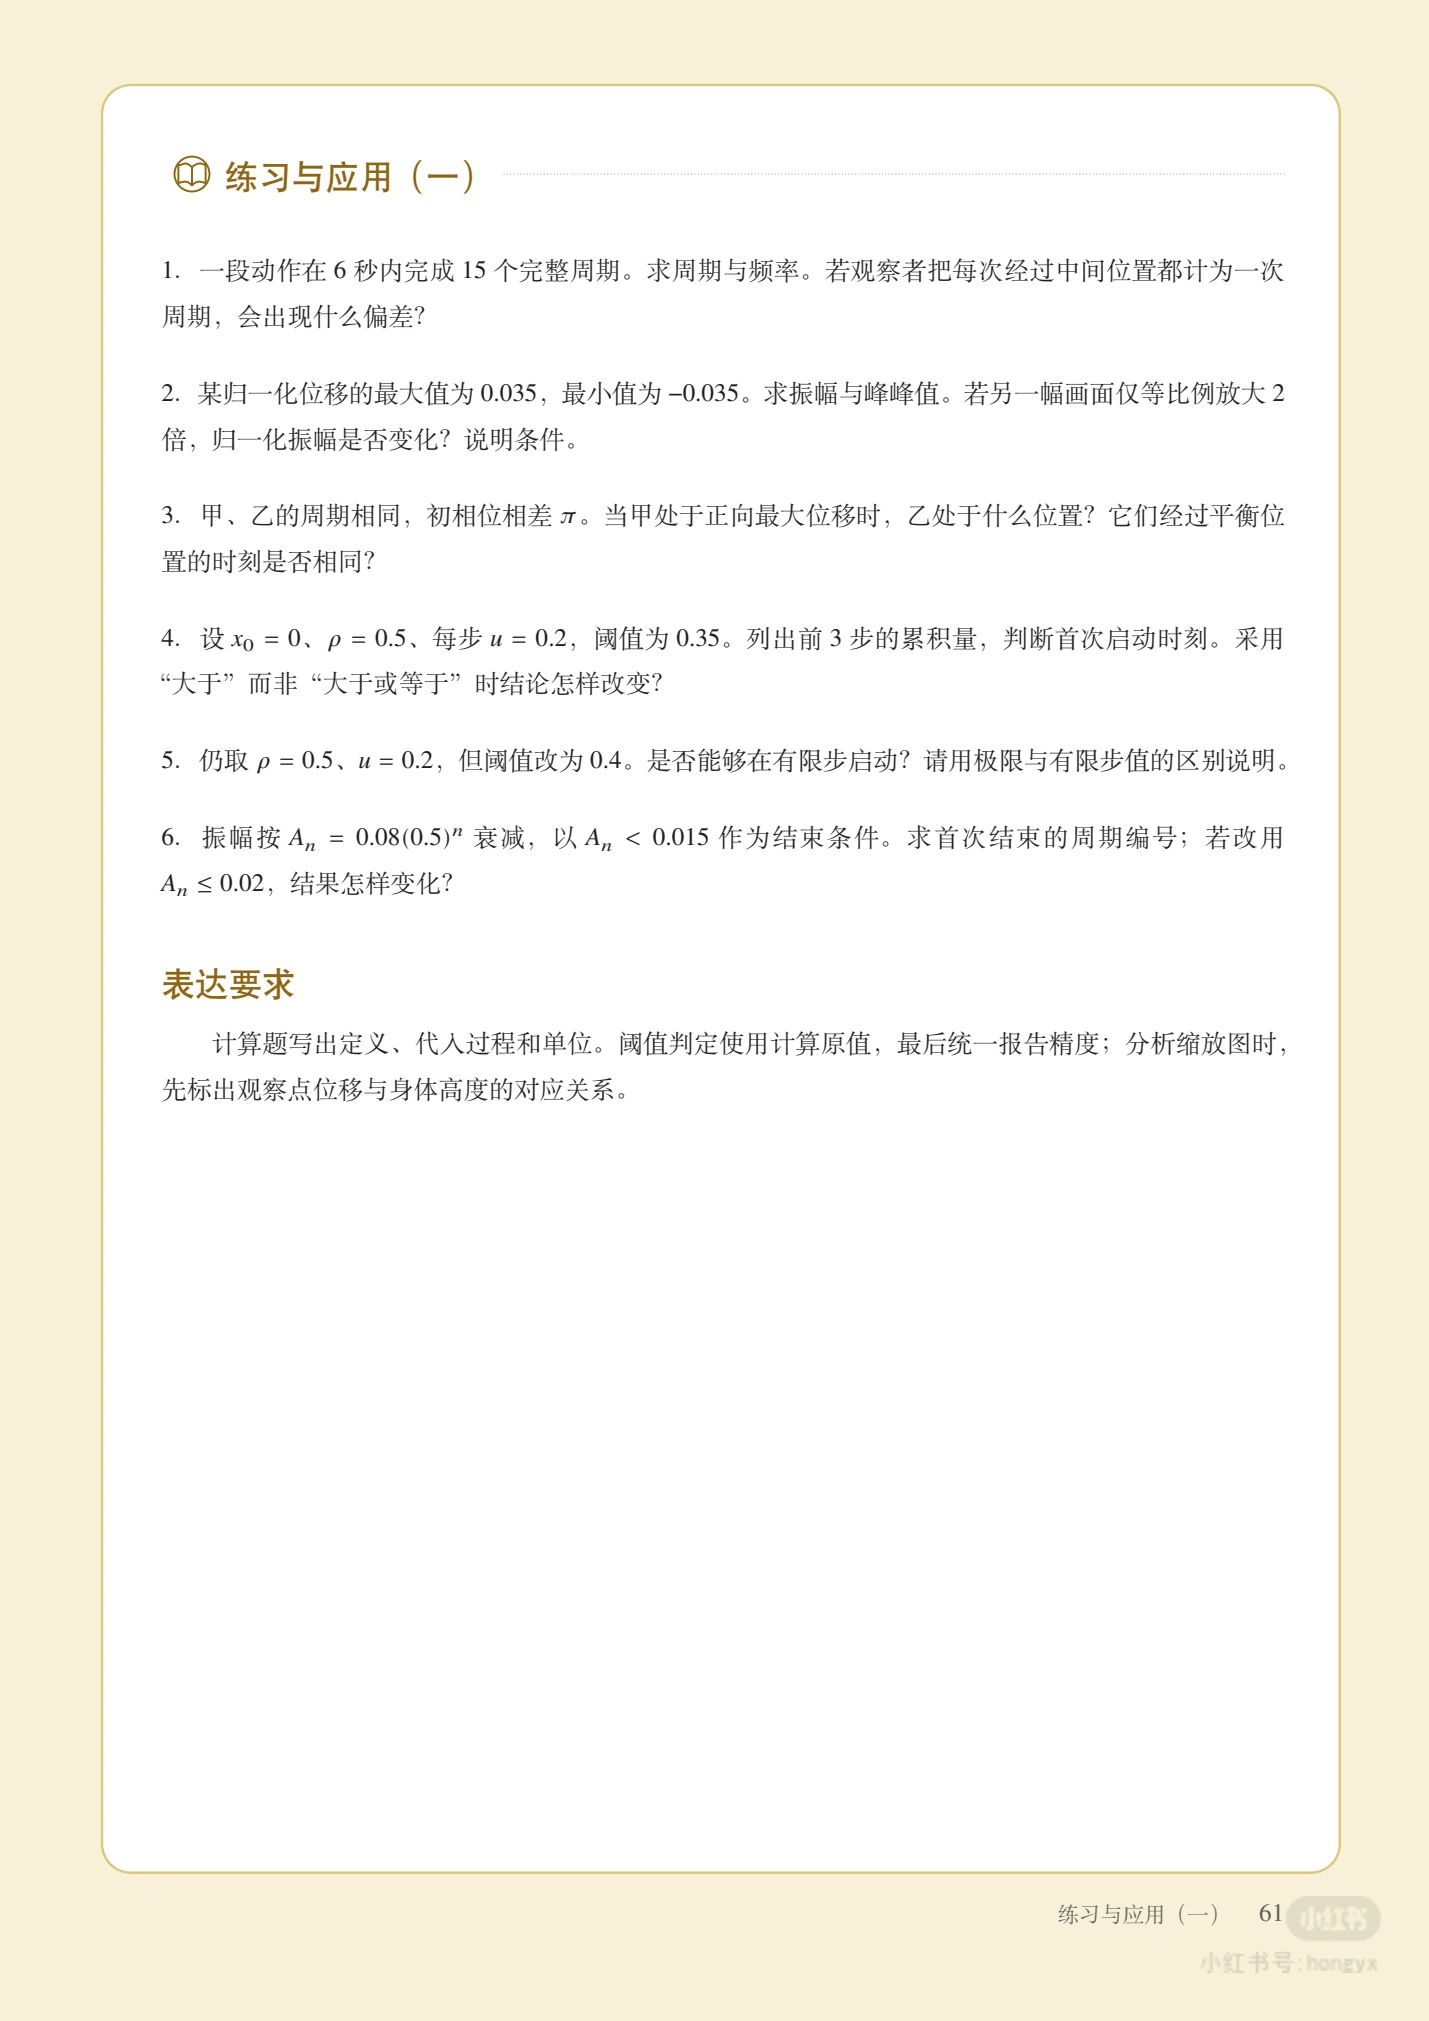 练习与应用（一）
1. 一段动作在 6 秒内完成 15 个完整周期。求周期与频率。若观察者把每次经过中间位置都计为一次
周期，会出现什么偏差？
2. 某归一化位移的最大值为 0.035，最小值为 −0.035。求振幅与峰峰值。若另一幅画面仅等比例放大 2
倍，归一化振幅是否变化？说明条件。
3. 甲、乙的周期相同，初相位相差 π。当甲处于正向最大位移时，乙处于什么位置？它们经过平衡位
置的时刻是否相同？
4. 设 x₀ = 0、ρ = 0.5、每步 u = 0.2，阈值为 0.35。列出前 3 步的累积量，判断首次启动时刻。采用
“大于”而非“大于或等于”时结论怎样改变？
5. 仍取 ρ = 0.5、u = 0.2，但阈值改为 0.4。是否能够在有限步启动？请用极限与有限步值的区别说明。
6. 振幅按 Aₙ = 0.08(0.5)ⁿ 衰减，以 Aₙ < 0.015 作为结束条件。求首次结束的周期编号；若改用
Aₙ ≤ 0.02，结果怎样变化？
表达要求
计算题写出定义、代入过程和单位。阈值判定使用计算原值，最后统一报告精度；分析缩放图时，
先标出观察点位移与身体高度的对应关系。
练习与应用（一） 61
小红书
小红书号:hongyx